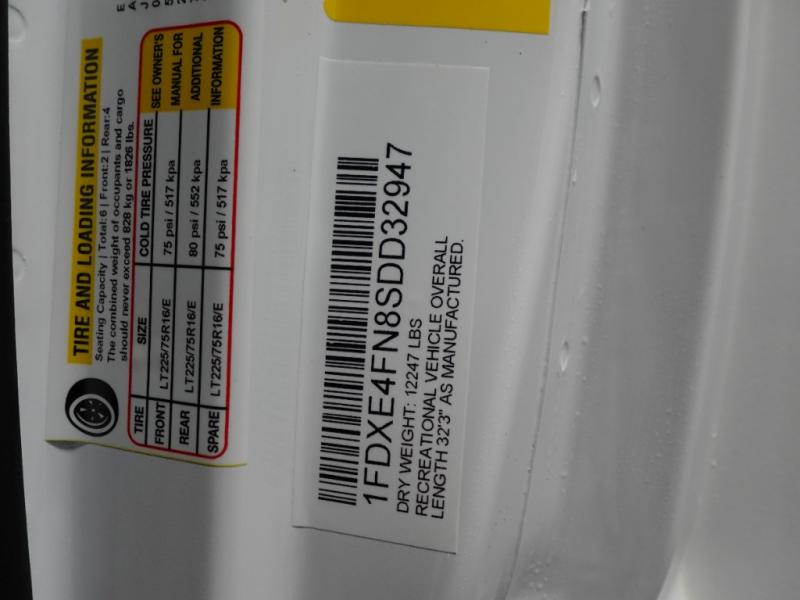 TIRE AND LOADING INFORMATION
Seating Capacity | Total:6 | Front:2 | Rear:4
The combined weight of occupants and cargo
should never exceed 828 kg or 1826 lbs.
TIRE SIZE COLD TIRE PRESSURE SEE OWNER'S
FRONT LT225/75R16/E 75 psi / 517 kpa MANUAL FOR
REAR LT225/75R16/E 80 psi / 552 kpa ADDITIONAL
SPARE LT225/75R16/E 75 psi / 517 kpa INFORMATION
1FDXE4FN8SDD32947
DRY WEIGHT: 12247 LBS
RECREATIONAL VEHICLE OVERALL
LENGTH 32'3" AS MANUFACTURED.